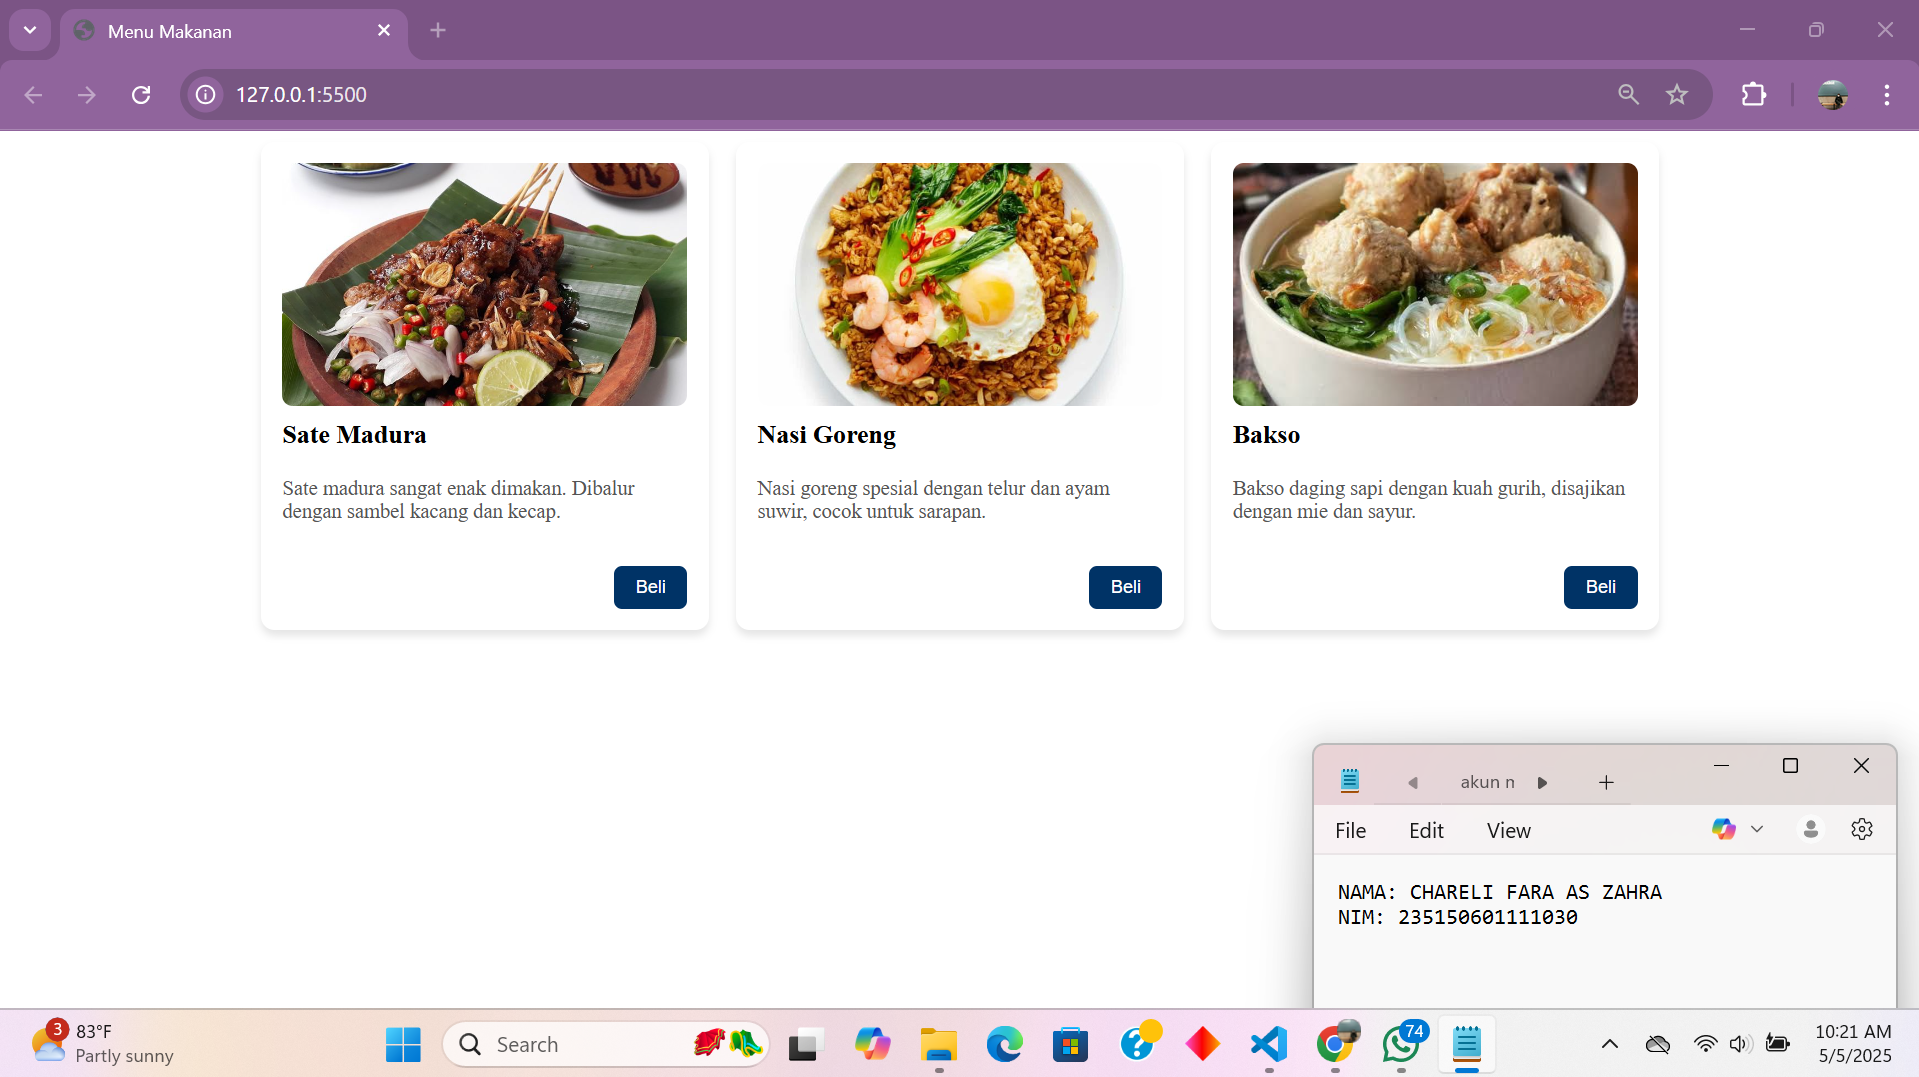 Menu Makanan
127.0.0.1:5500
Sate Madura
Sate madura sangat enak dimakan. Dibalur
dengan sambel kacang dan kecap.
Beli
Nasi Goreng
Nasi goreng spesial dengan telur dan ayam
suwir, cocok untuk sarapan.
Beli
Bakso
Bakso daging sapi dengan kuah gurih, disajikan
dengan mie dan sayur.
Beli
akun n
File Edit View
NAMA: CHARELI FARA AS ZAHRA
NIM: 235150601111030
3
83°F
Partly sunny
Search
74
10:21 AM
5/5/2025